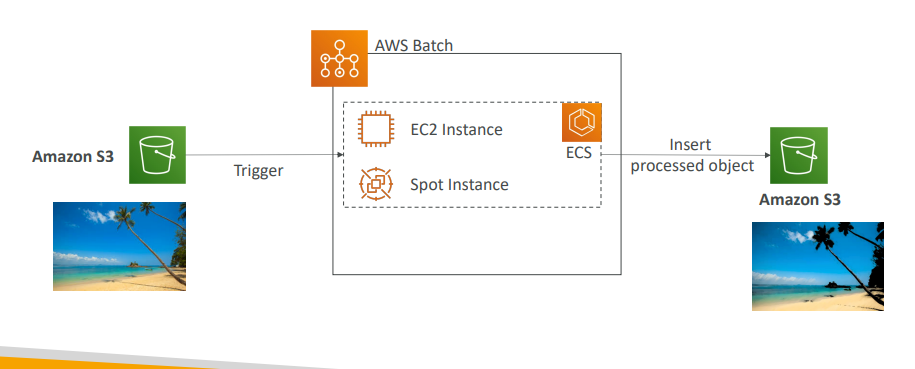 AWS Batch
EC2 Instance
ECS
Spot Instance
Amazon S3
Trigger
Insert
processed object
Amazon S3